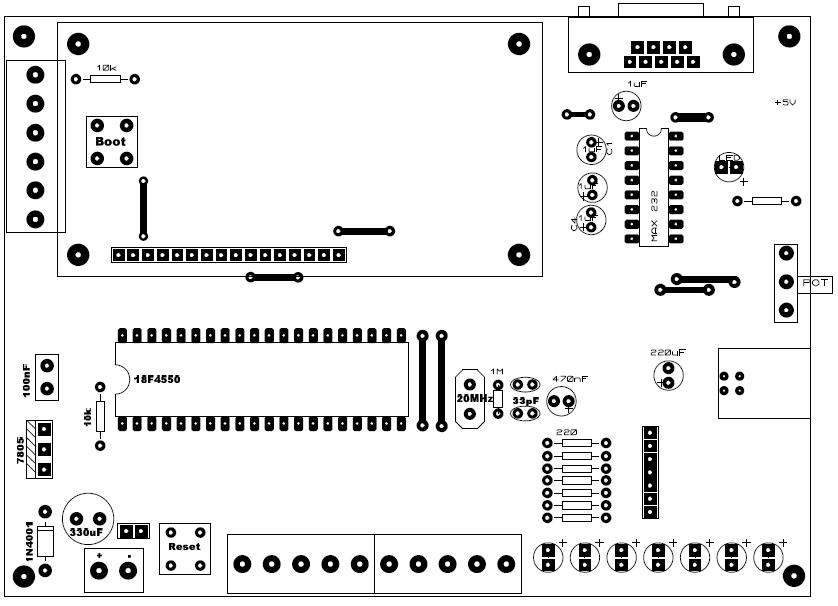 10k
Boot
1uF
+
+5V
+
1uF
C1
LED
+
1uF
+
C4
1uF
+
MAX 232
POT
18F4550
100nF
10k
20MHz
1M
33pF
470nF
+
220uF
+
7805
220
1N4001
330uF
+ -
Reset
+ + + + + + +